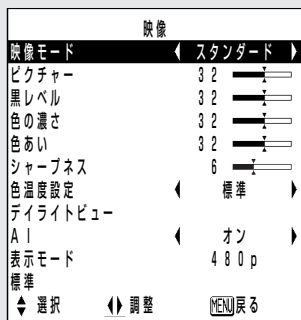 映像
映像モード スタンダード
ピクチャー 32
黒レベル 32
色の濃さ 32
色あい 32
シャープネス 6
色温度設定 標準
デイライトビュー
AI オン
表示モード 480p
標準
選択 調整 MENU戻る